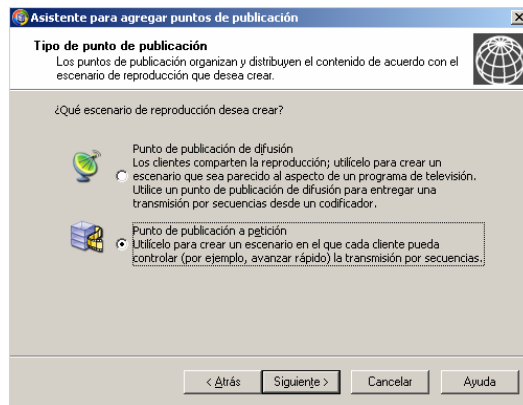 Asistente para agregar puntos de publicación
Tipo de punto de publicación
Los puntos de publicación organizan y distribuyen el contenido de acuerdo con el
escenario de reproducción que desea crear.
¿Qué escenario de reproducción desea crear?
Punto de publicación de difusión
Los clientes comparten la reproducción; utilícelo para crear un
escenario que sea parecido al aspecto de un programa de televisión.
Utilice un punto de publicación de difusión para entregar una
transmisión por secuencias desde un codificador.
Punto de publicación a petición
Utilícelo para crear un escenario en el que cada cliente pueda
controlar (por ejemplo, avanzar rápido) la transmisión por secuencias.
< Atrás Siguiente > Cancelar Ayuda